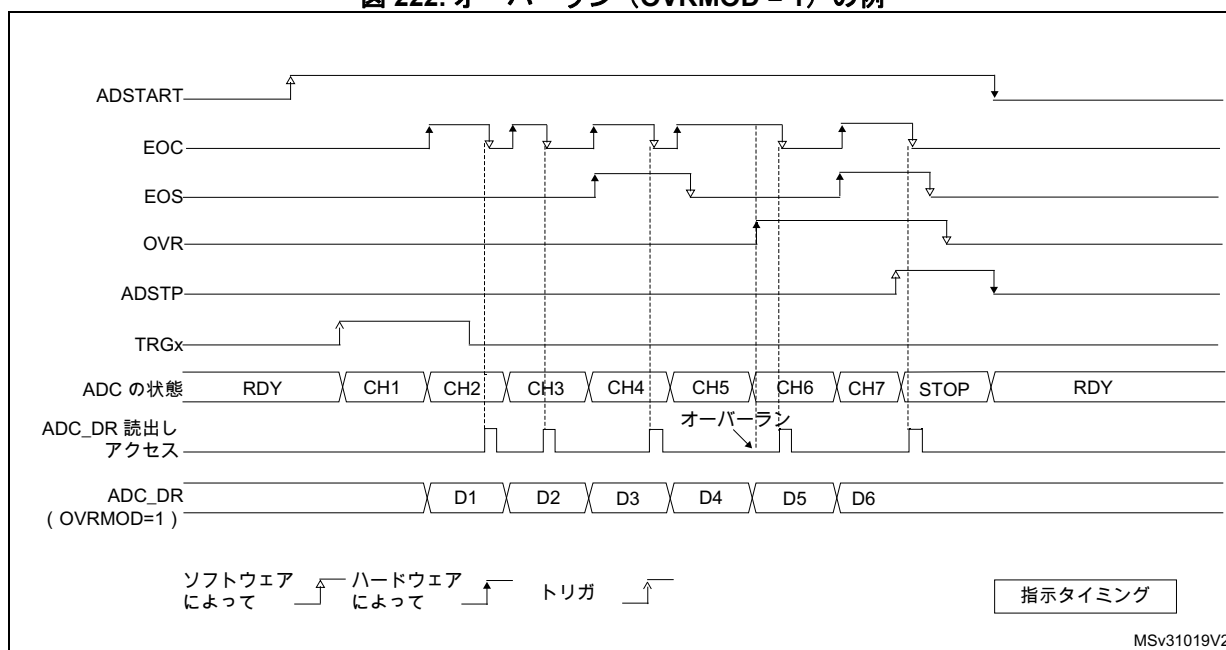 図 222. オーバーラン（OVRMOD = 1）の例
ADSTART
EOC
EOS
OVR
ADSTP
TRGx
ADC の状態 RDY CH1 CH2 CH3 CH4 CH5 CH6 CH7 STOP RDY
オーバーラン
ADC_DR 読出し
アクセス
ADC_DR
( OVRMOD=1 )
D1 D2 D3 D4 D5 D6
ソフトウェア
によって
ハードウェア
によって
トリガ
指示タイミング
MSv31019V2